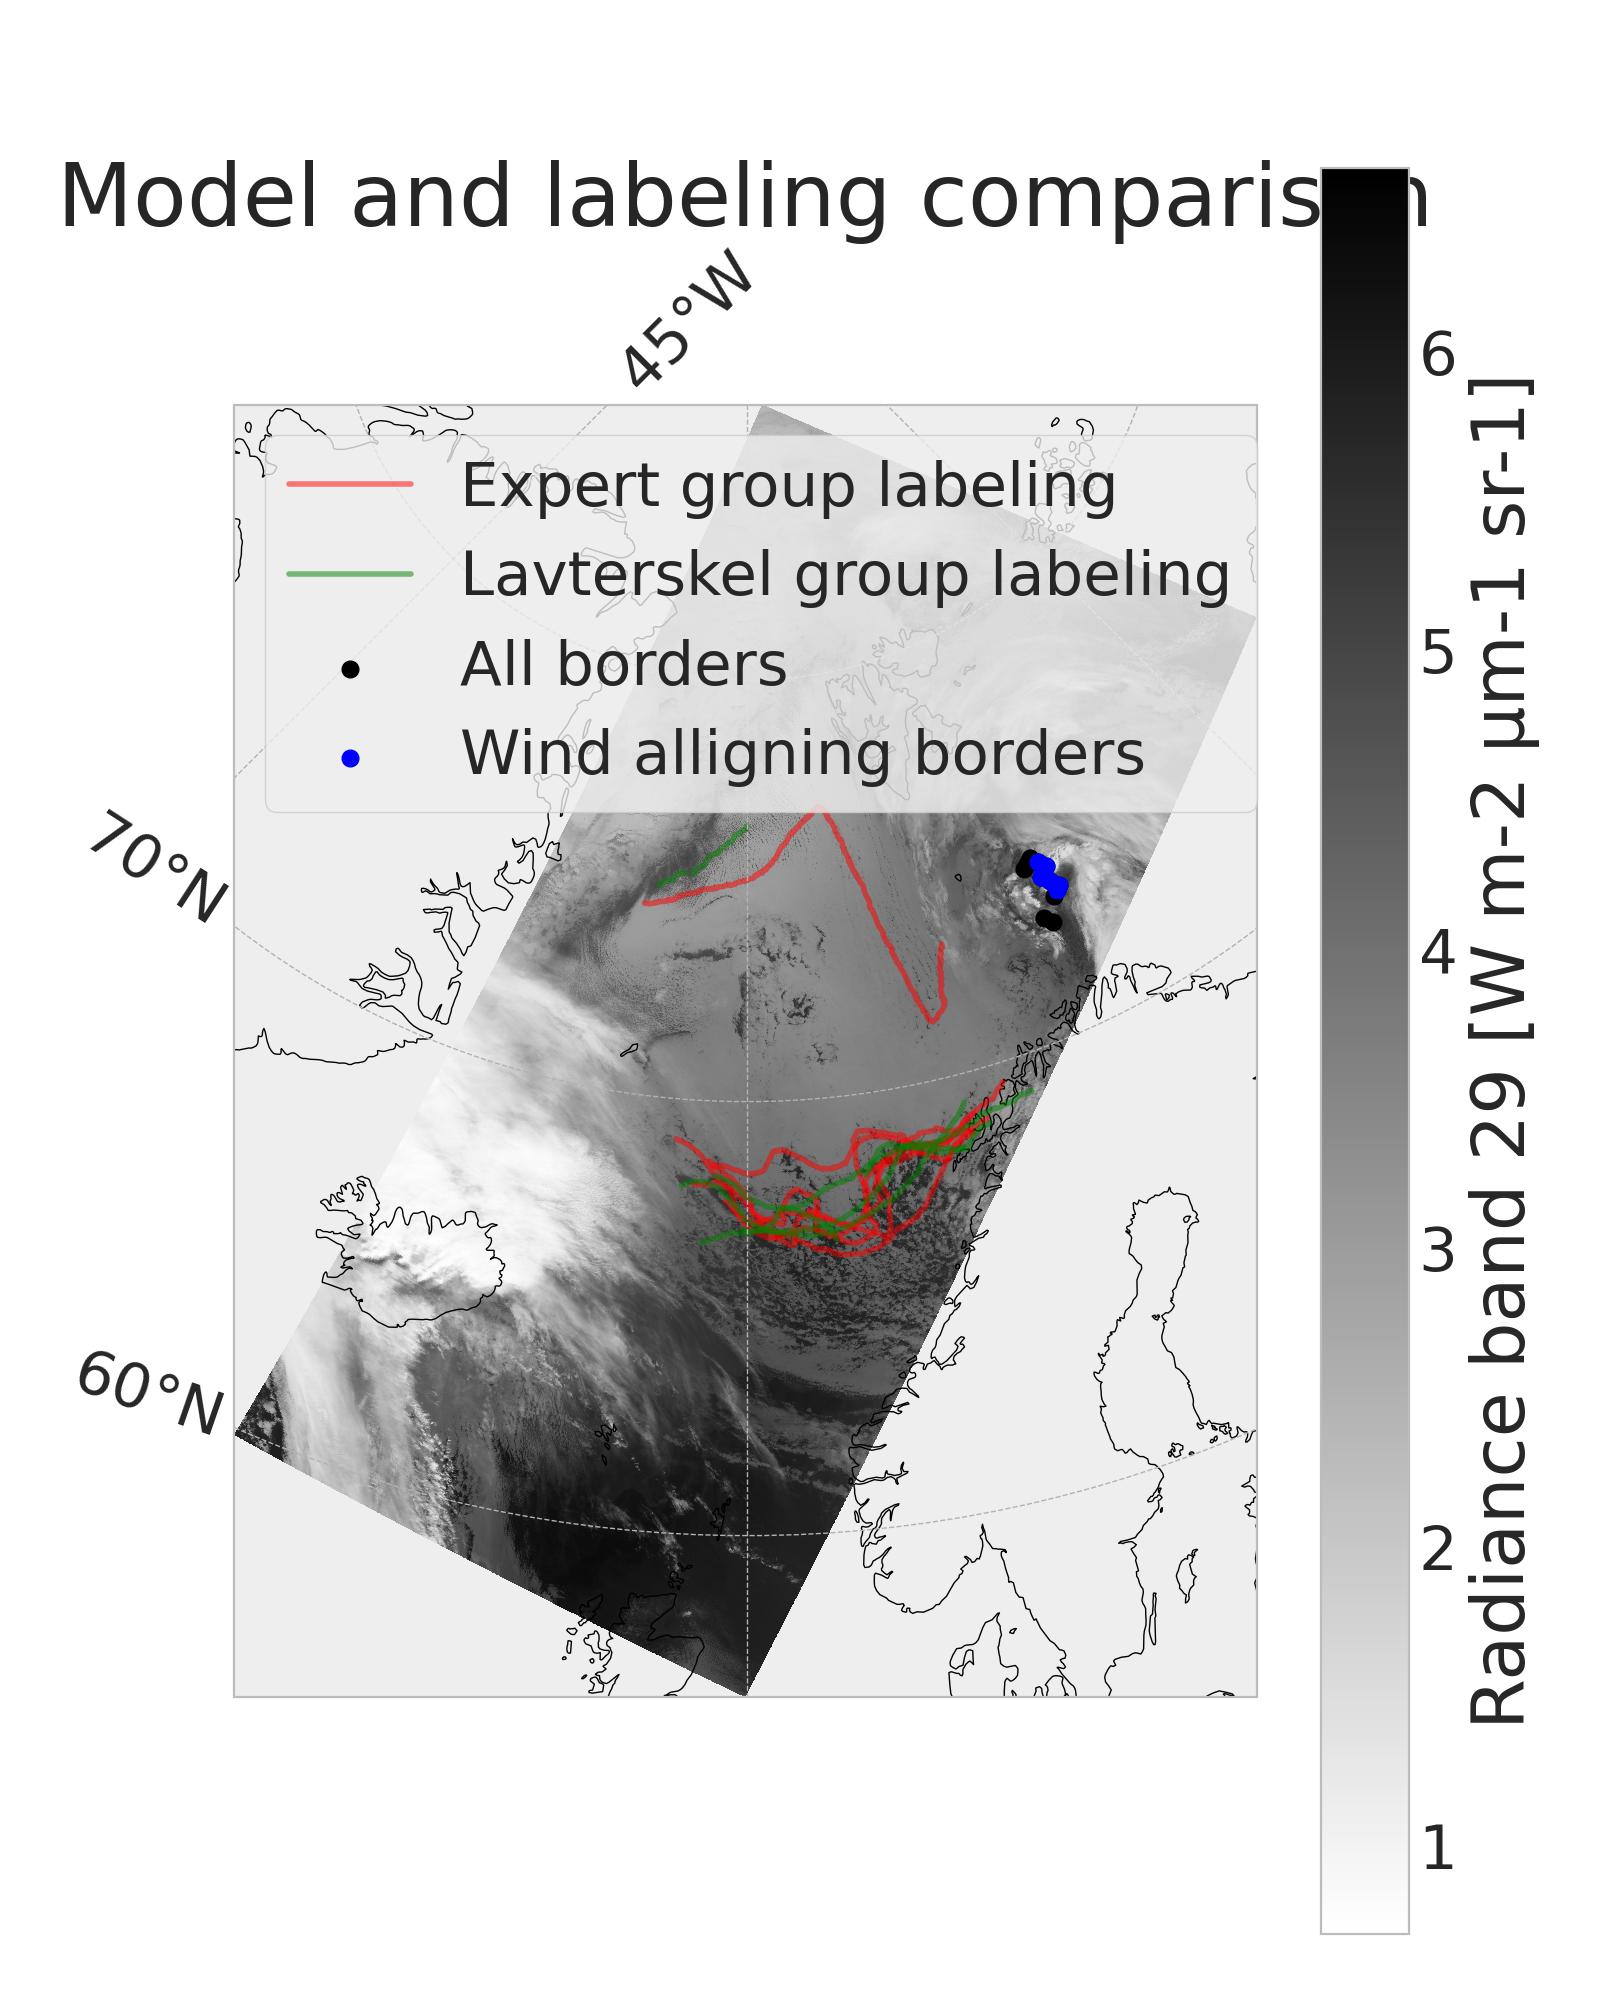 Model and labeling comparis n
45°W
Expert group labeling
Lavterskel group labeling
All borders
Wind alligning borders
70°N
60°N
6
5
4
3
2
1
Radiance band 29 [W m-2 µm-1 sr-1]